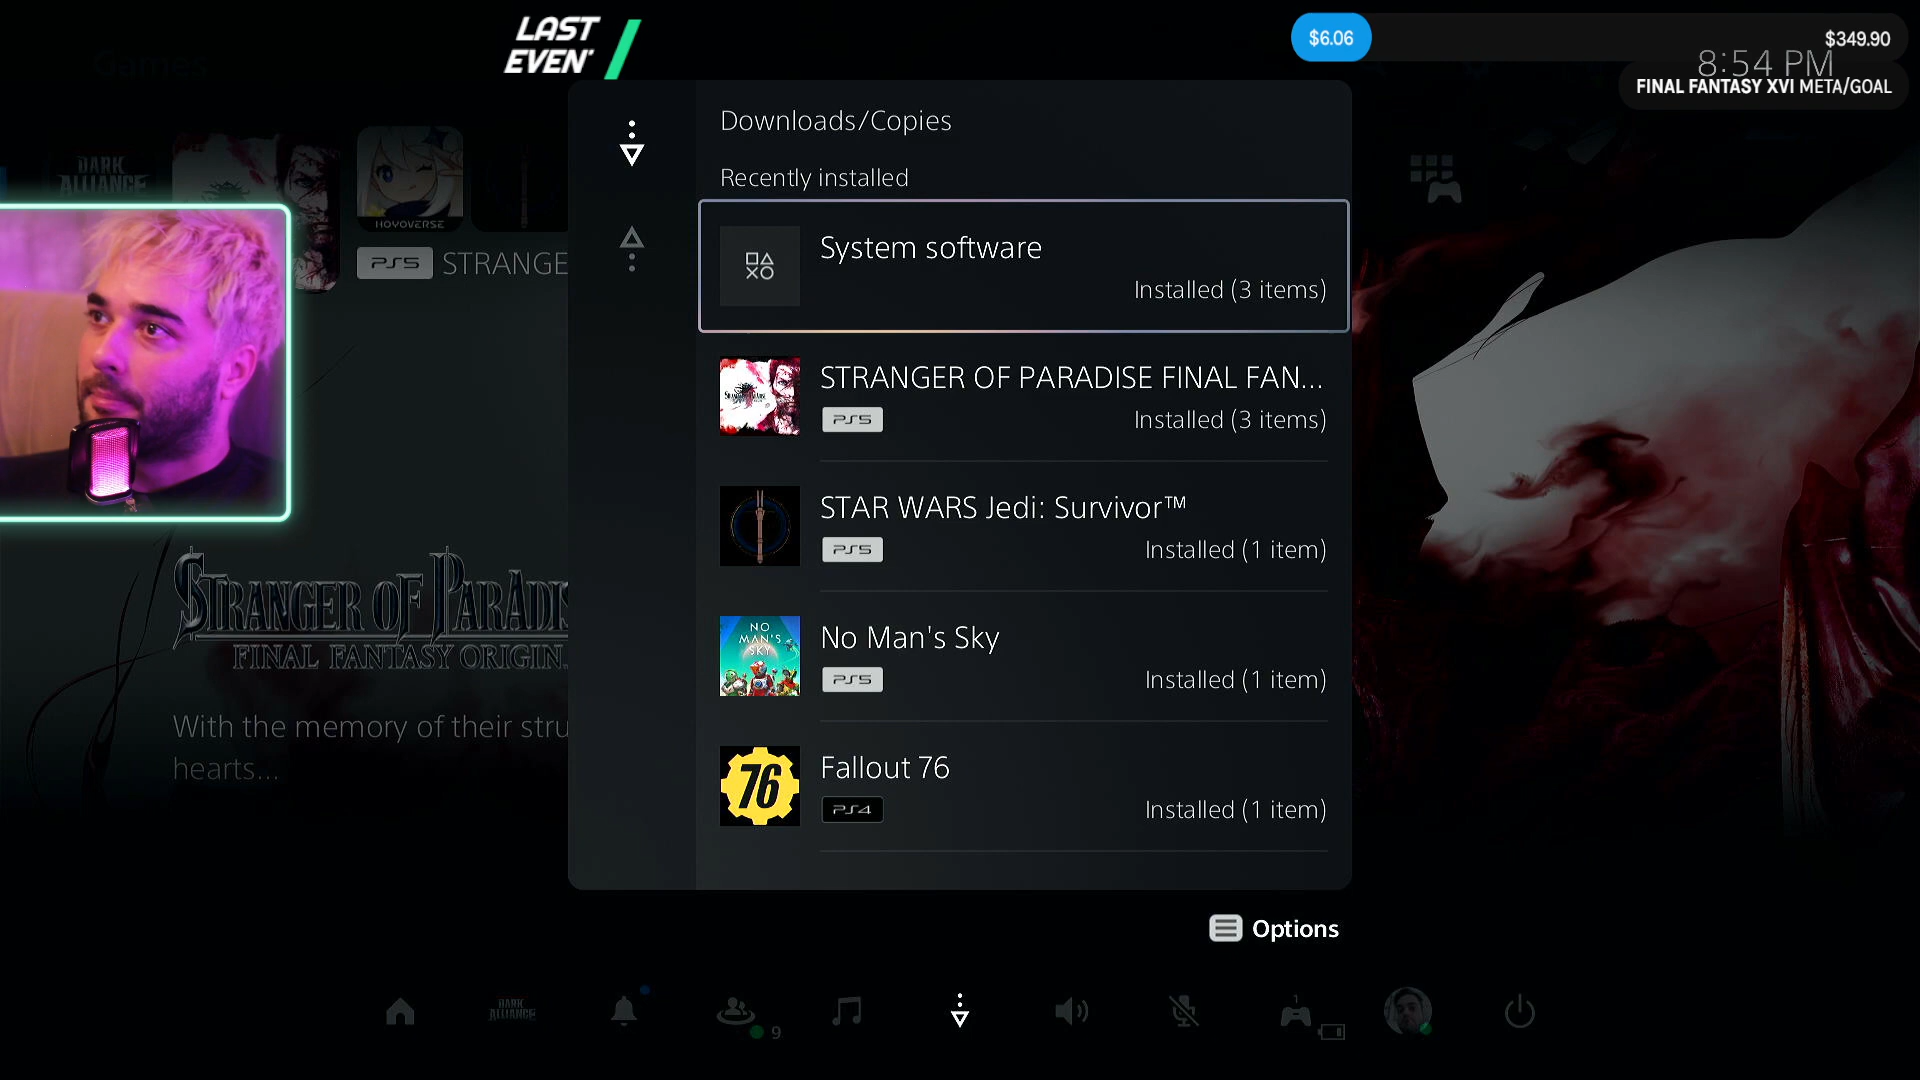 LAST
EVEN'
$6.06
$349.90
Games
8:54 PM
FINAL FANTASY XVI META/GOAL
Downloads/Copies
Recently installed
DARK
ALLIANCE
HOYOVERSE
PS5 STRANGE
System software
Installed (3 items)
STRANGER OF PARADISE FINAL FAN...
PS5
Installed (3 items)
STAR WARS Jedi: Survivor™
PS5
Installed (1 item)
NO
MAN'S
SKY
No Man's Sky
PS5
Installed (1 item)
76
Fallout 76
PS4
Installed (1 item)
STRANGER OF PARADIS
FINAL FANTASY ORIGIN
With the memory of their stru
hearts...
Options
DARK
ALLIANCE
9
1